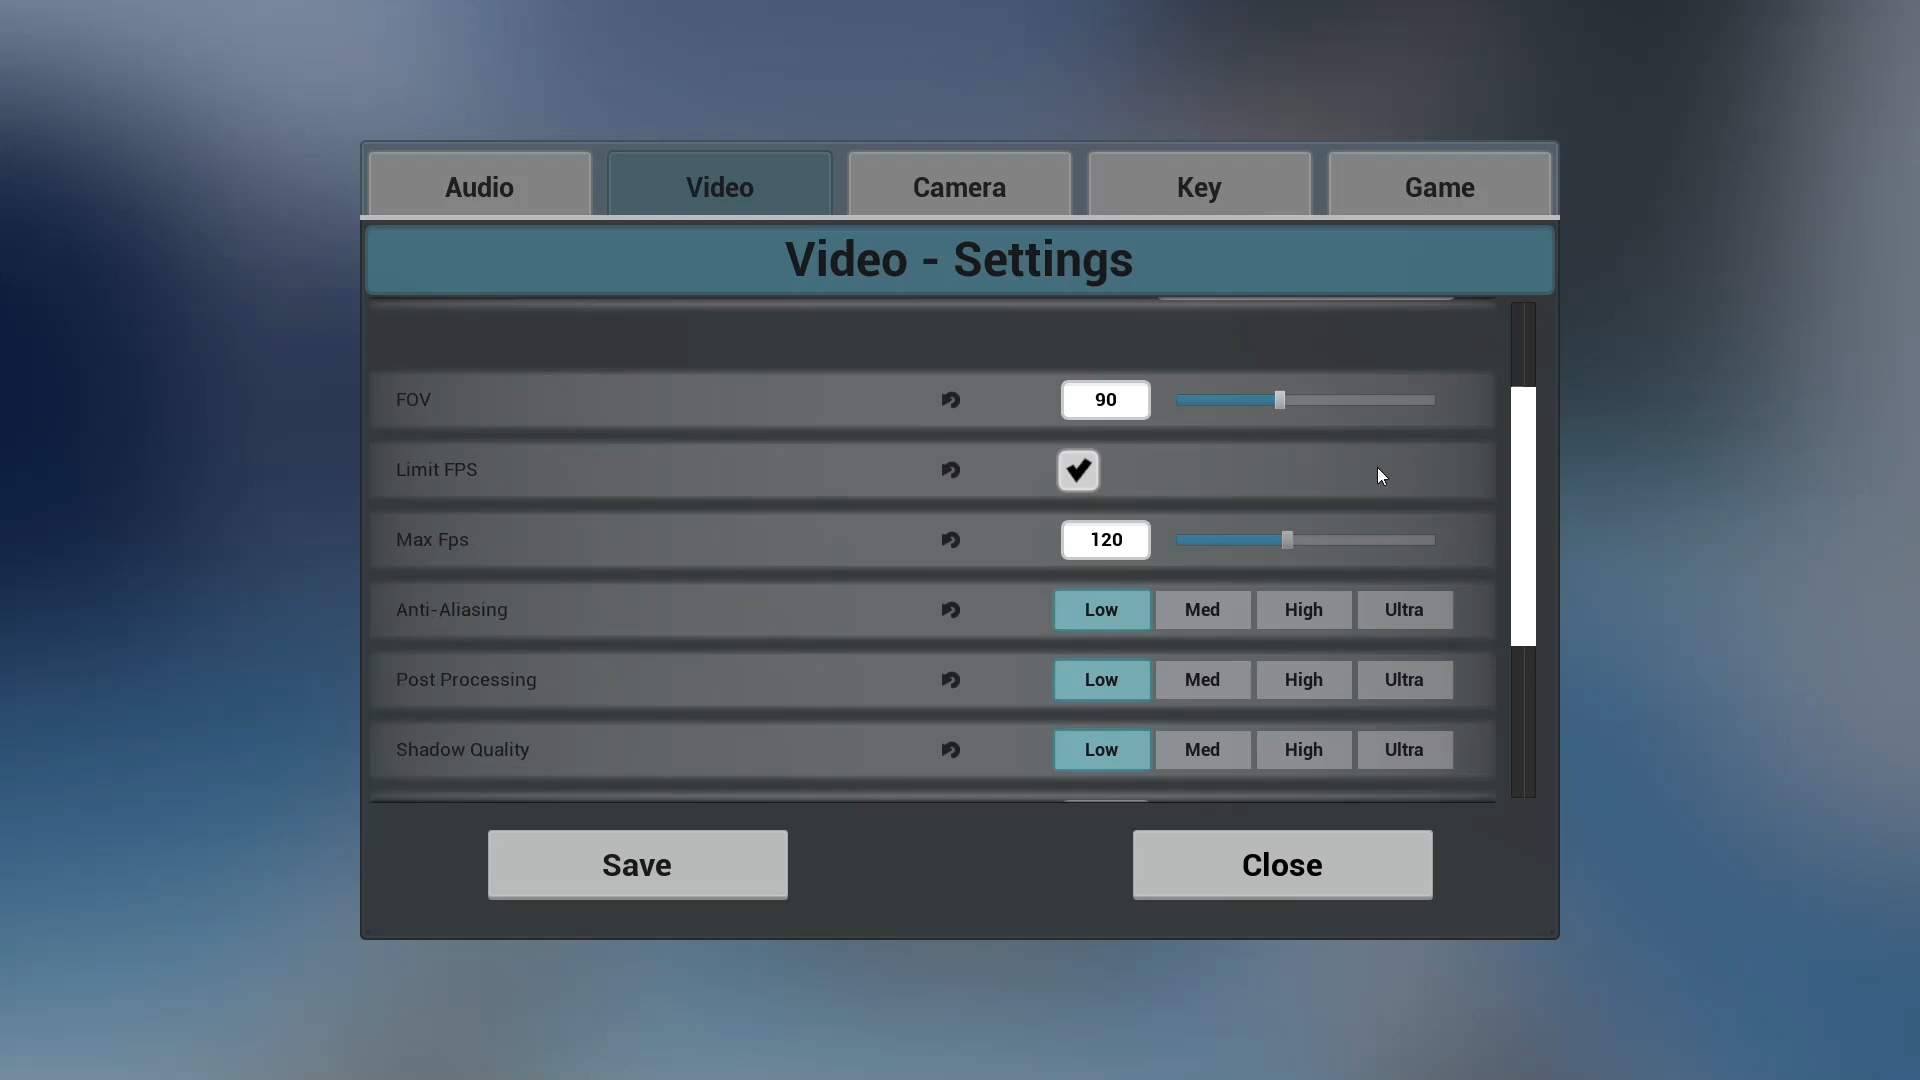 Audio Video Camera Key Game
Video - Settings
FOV 90
Limit FPS
Max Fps 120
Anti-Aliasing Low Med High Ultra
Post Processing Low Med High Ultra
Shadow Quality Low Med High Ultra
Save Close